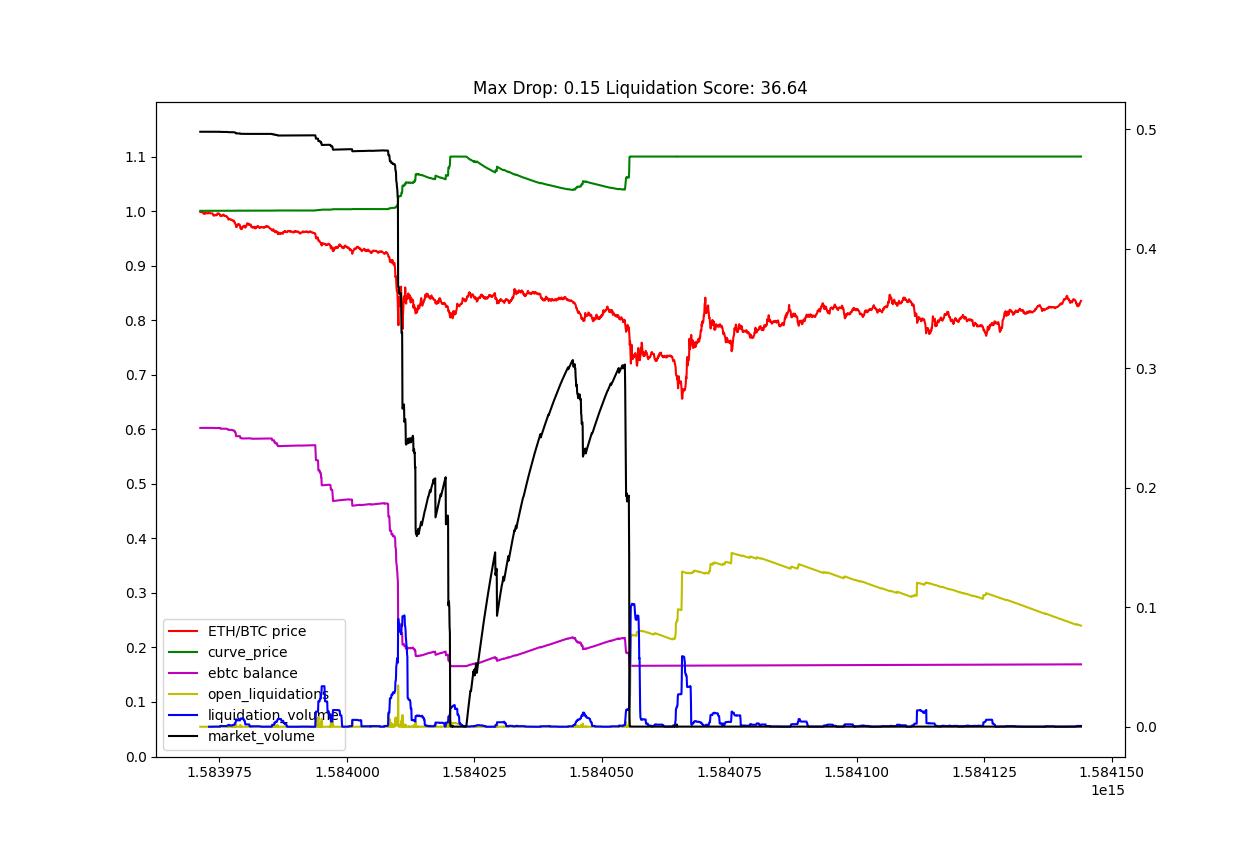 Max Drop: 0.15 Liquidation Score: 36.64
1.1
1.0
0.9
0.8
0.7
0.6
0.5
0.4
0.3
0.2
0.1
0.0
0.5
0.4
0.3
0.2
0.1
0.0
ETH/BTC price
curve_price
ebtc balance
open_liquidations
liquidation_volume
market_volume
1.583975 1.584000 1.584025 1.584050 1.584075 1.584100 1.584125 1.584150
1e15